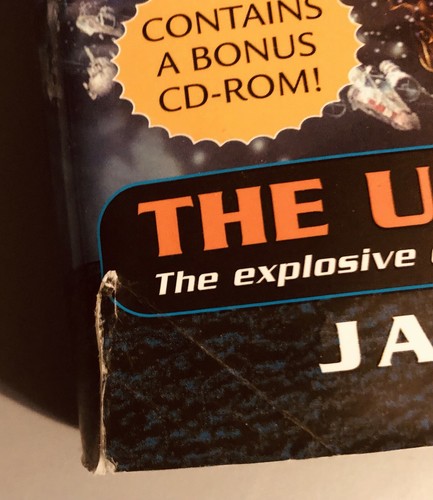 CONTAINS
A BONUS
CD-ROM!
THE U
The explosive
JA